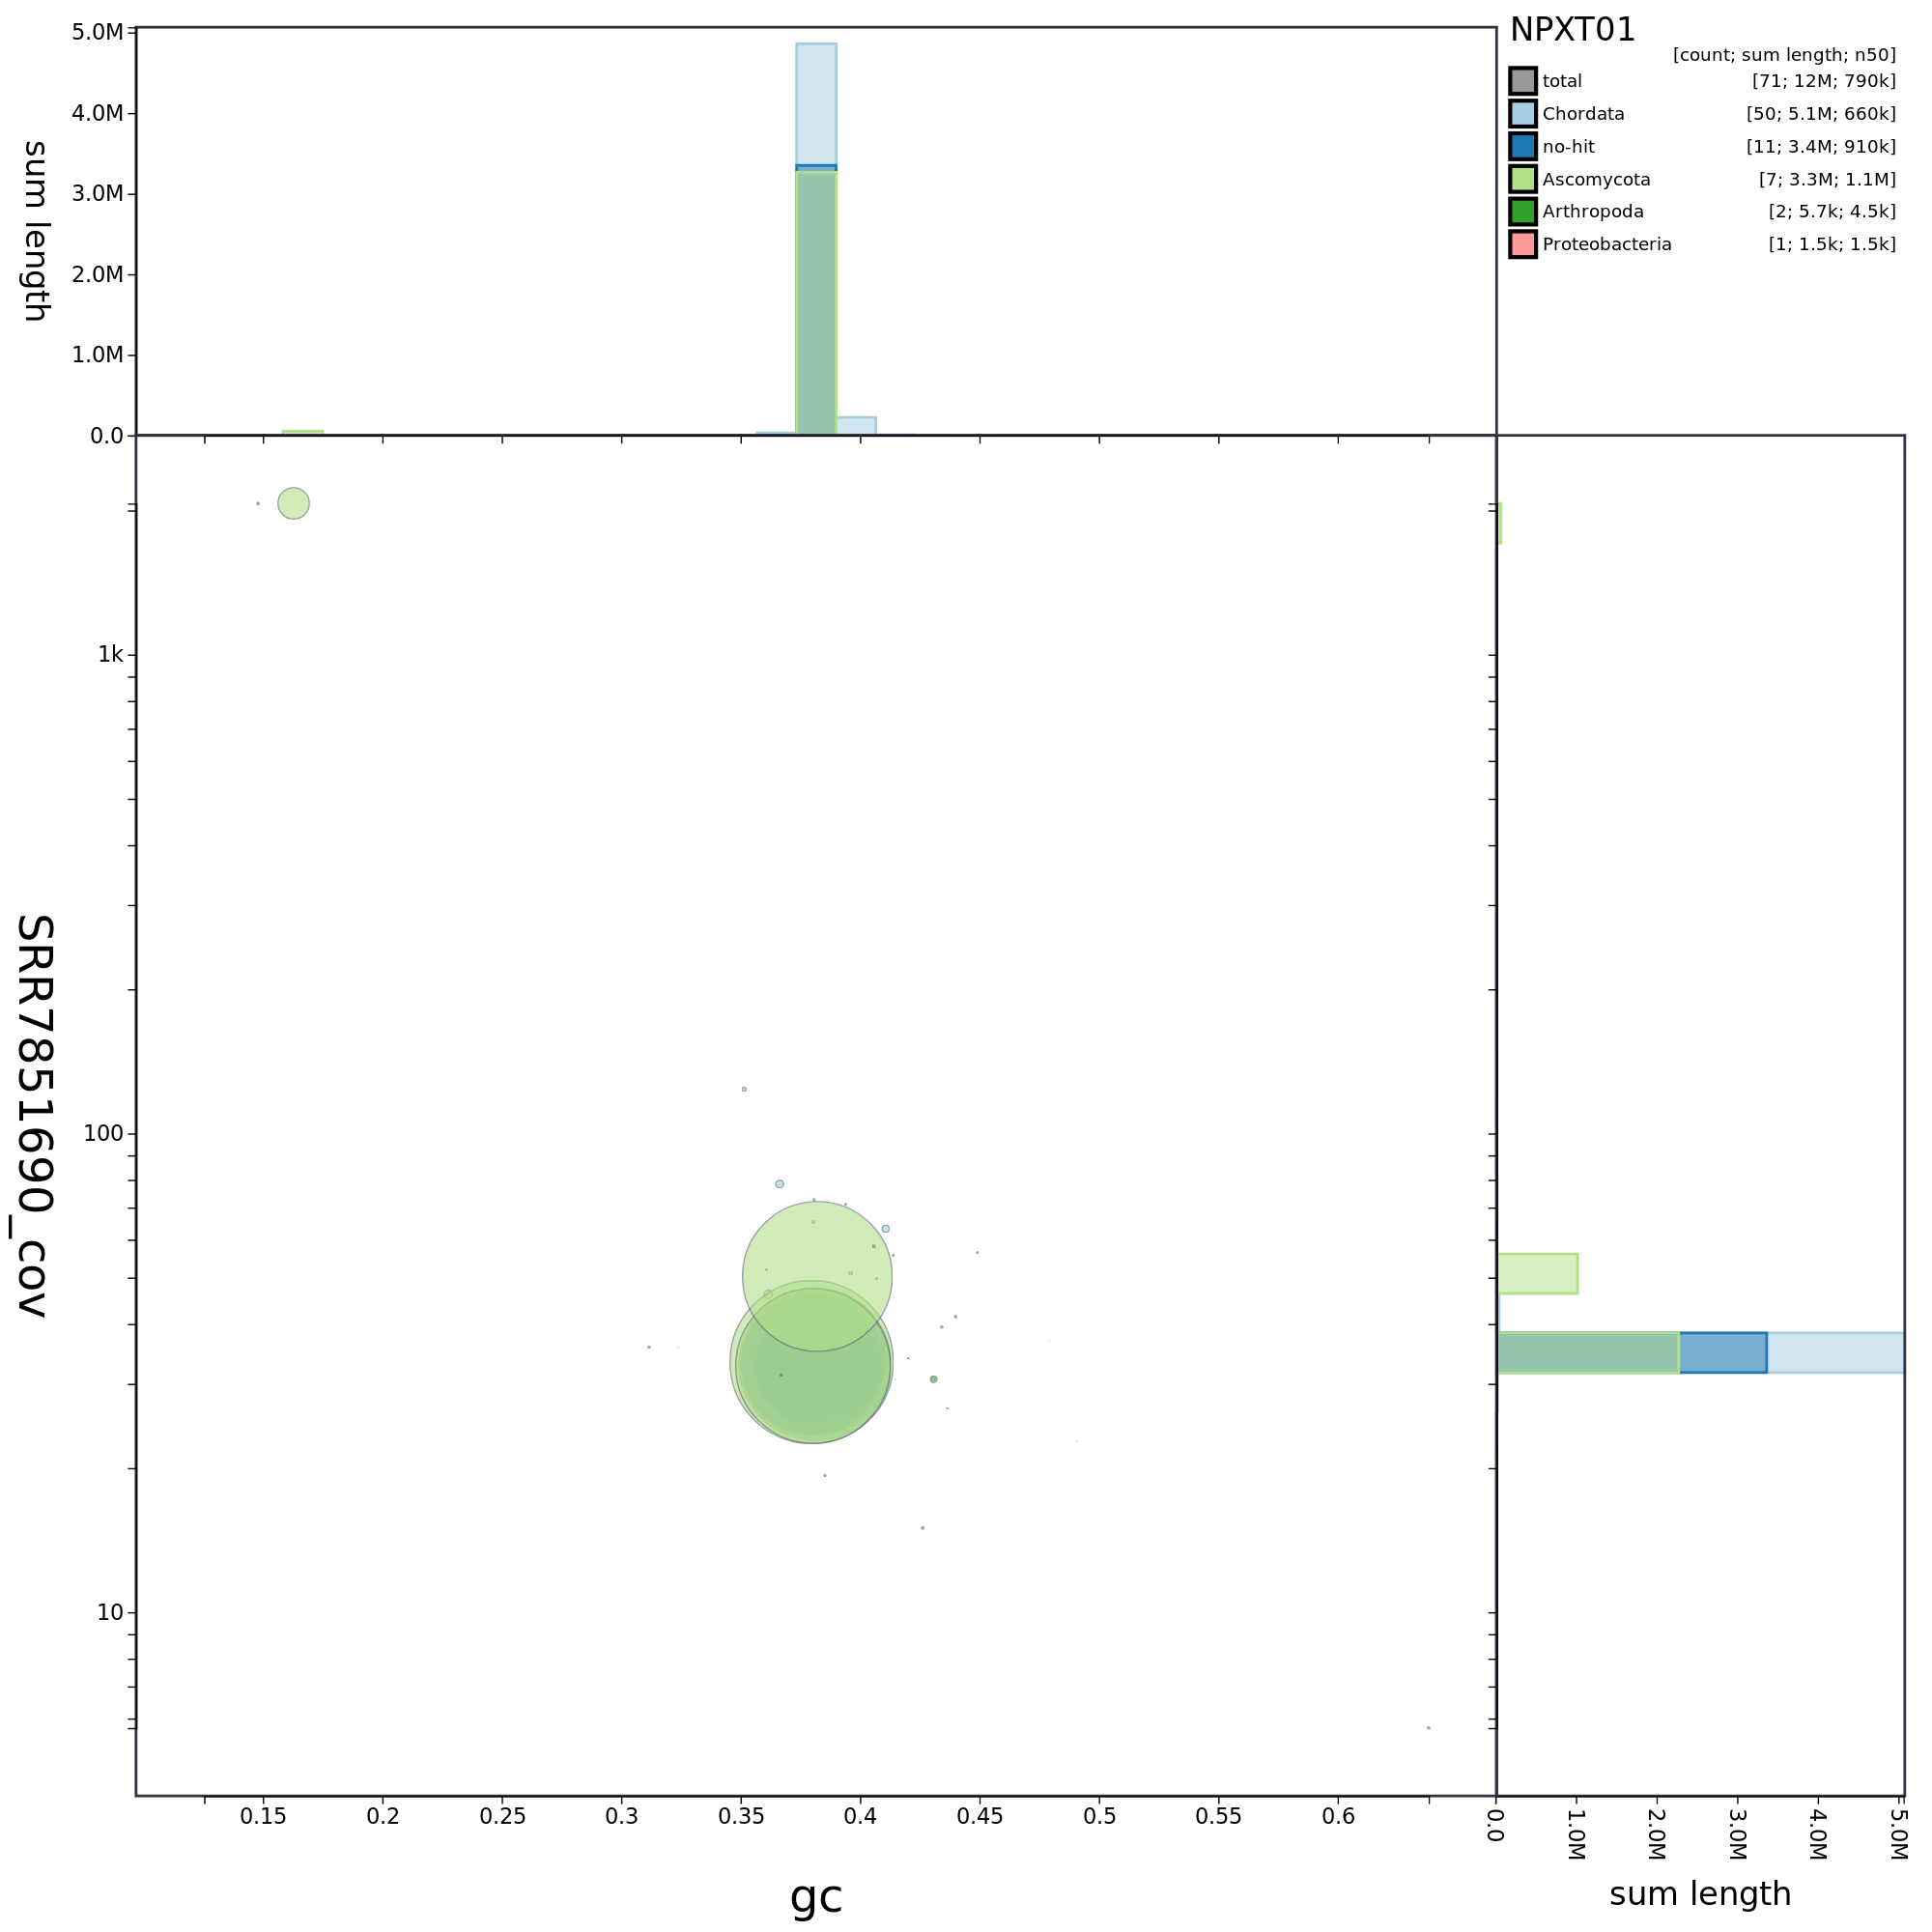 NPXT01
[count; sum length; n50]
total [71; 12M; 790k]
Chordata [50; 5.1M; 660k]
no-hit [11; 3.4M; 910k]
Ascomycota [7; 3.3M; 1.1M]
Arthropoda [2; 5.7k; 4.5k]
Proteobacteria [1; 1.5k; 1.5k]
sum length
5.0M
4.0M
3.0M
2.0M
1.0M
0.0
SRR7851690_cov
1k
100
10
0.15 0.2 0.25 0.3 0.35 0.4 0.45 0.5 0.55 0.6
gc
0.0 1.0M 2.0M 3.0M 4.0M 5.0M
sum length